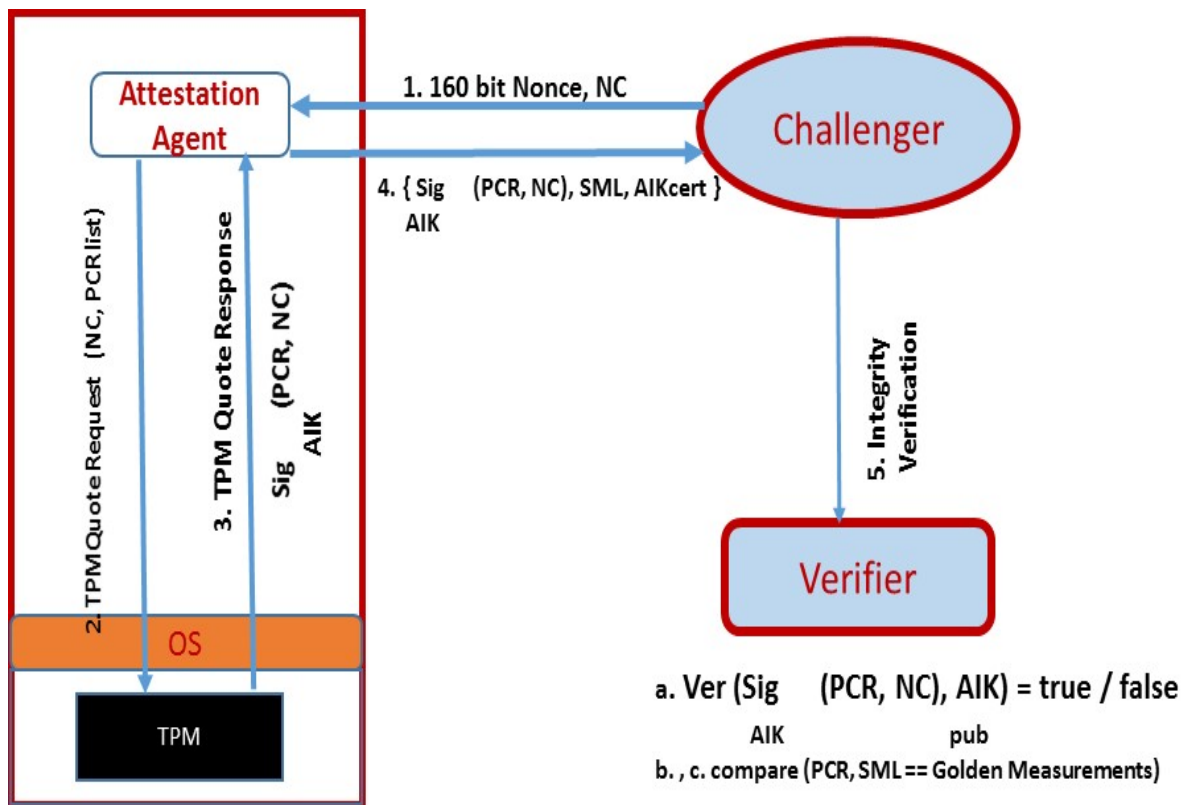 Attestation
Agent
1. 160 bit Nonce, NC
Challenger
4. { Sig (PCR, NC), SML, AIKcert }
AIK
2. TPMQuote Request (NC, PCRlist)
3. TPM Quote Response
Sig (PCR, NC)
AIK
5. Integrity
Verification
Verifier
OS
TPM
a. Ver (Sig (PCR, NC), AIK) = true / false
AIK pub
b. , c. compare (PCR, SML == Golden Measurements)